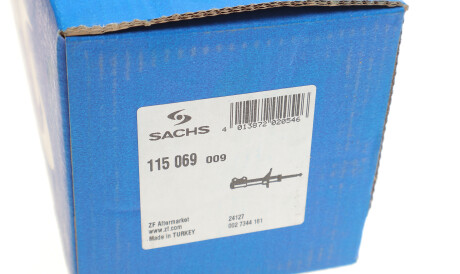 SACHS
4 013872 020546
115 069 009
ZF Aftermarket
www.zf.com
Made in TURKEY
24127
002 7344 101